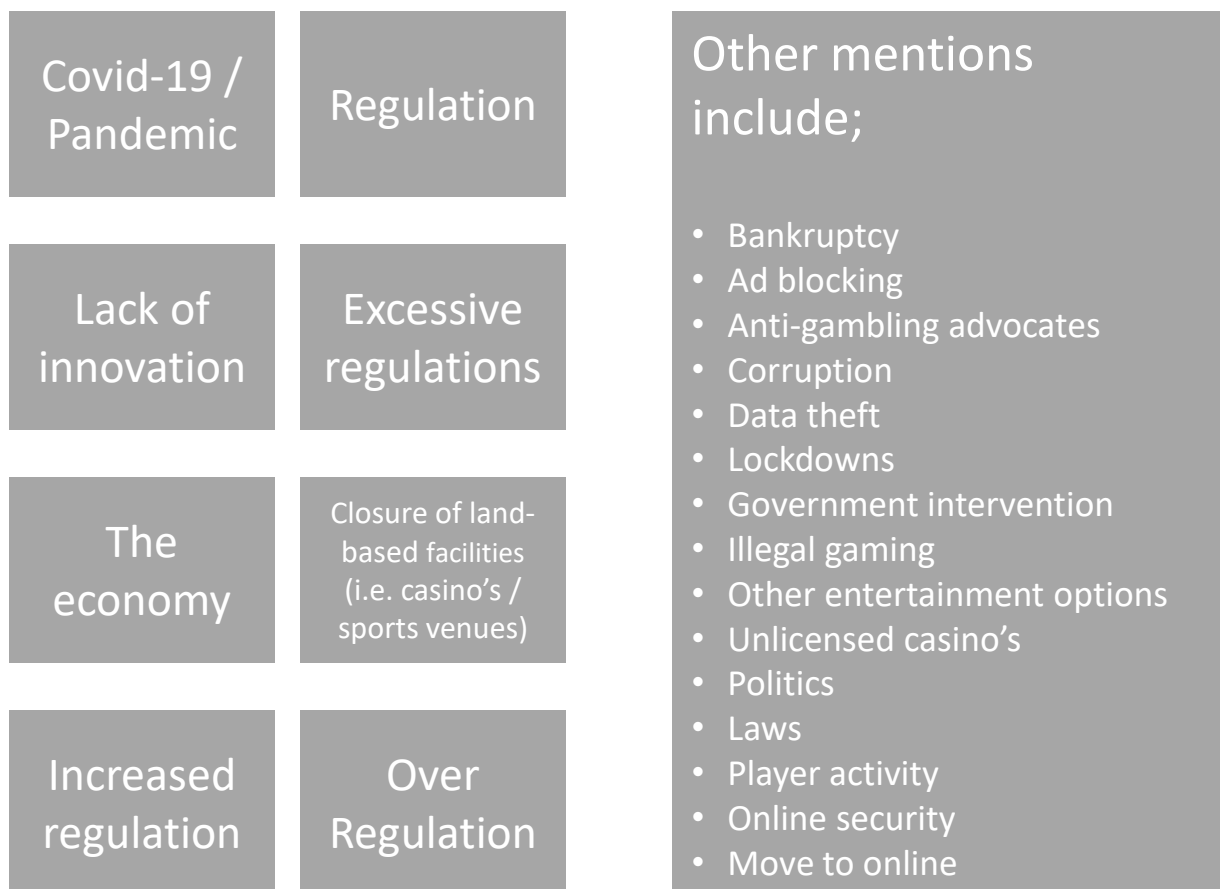 Covid-19 /
Pandemic
Regulation
Lack of
innovation
Excessive
regulations
The
economy
Closure of land-
based facilities
(i.e. casino’s /
sports venues)
Increased
regulation
Over
Regulation
Other mentions
include;
• Bankruptcy
• Ad blocking
• Anti-gambling advocates
• Corruption
• Data theft
• Lockdowns
• Government intervention
• Illegal gaming
• Other entertainment options
• Unlicensed casino’s
• Politics
• Laws
• Player activity
• Online security
• Move to online